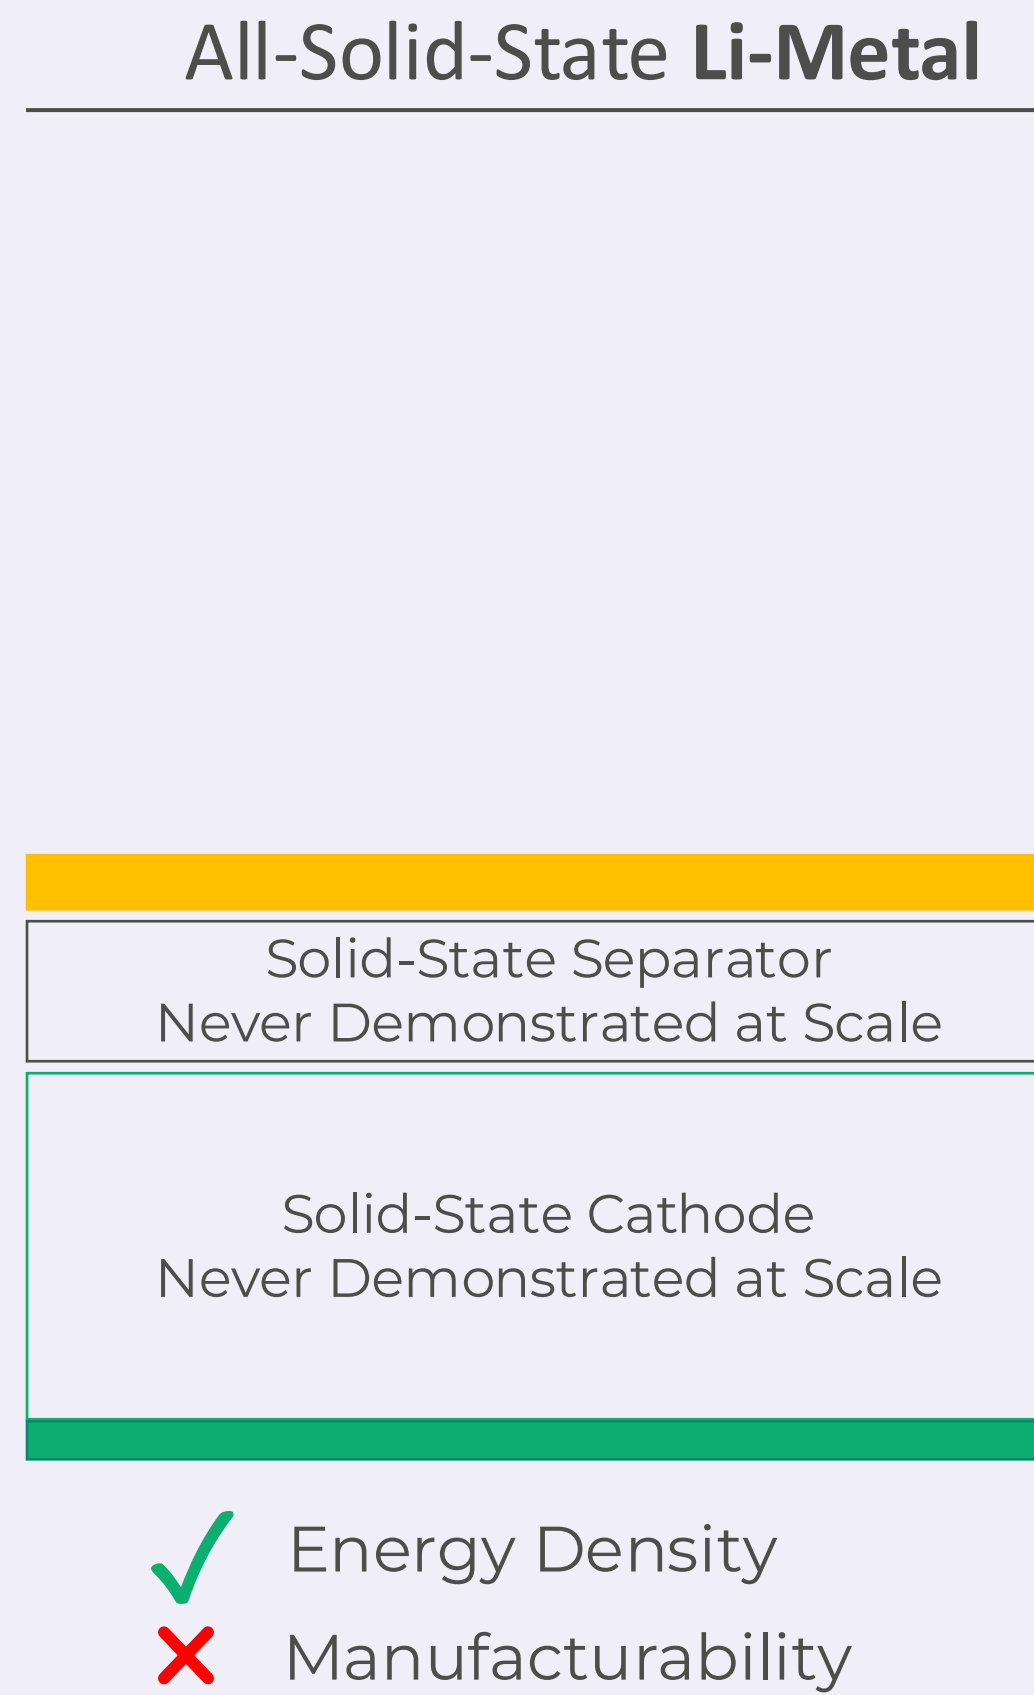 All-Solid-State Li-Metal
Solid-State Separator
Never Demonstrated at Scale
Solid-State Cathode
Never Demonstrated at Scale
Energy Density
Manufacturability